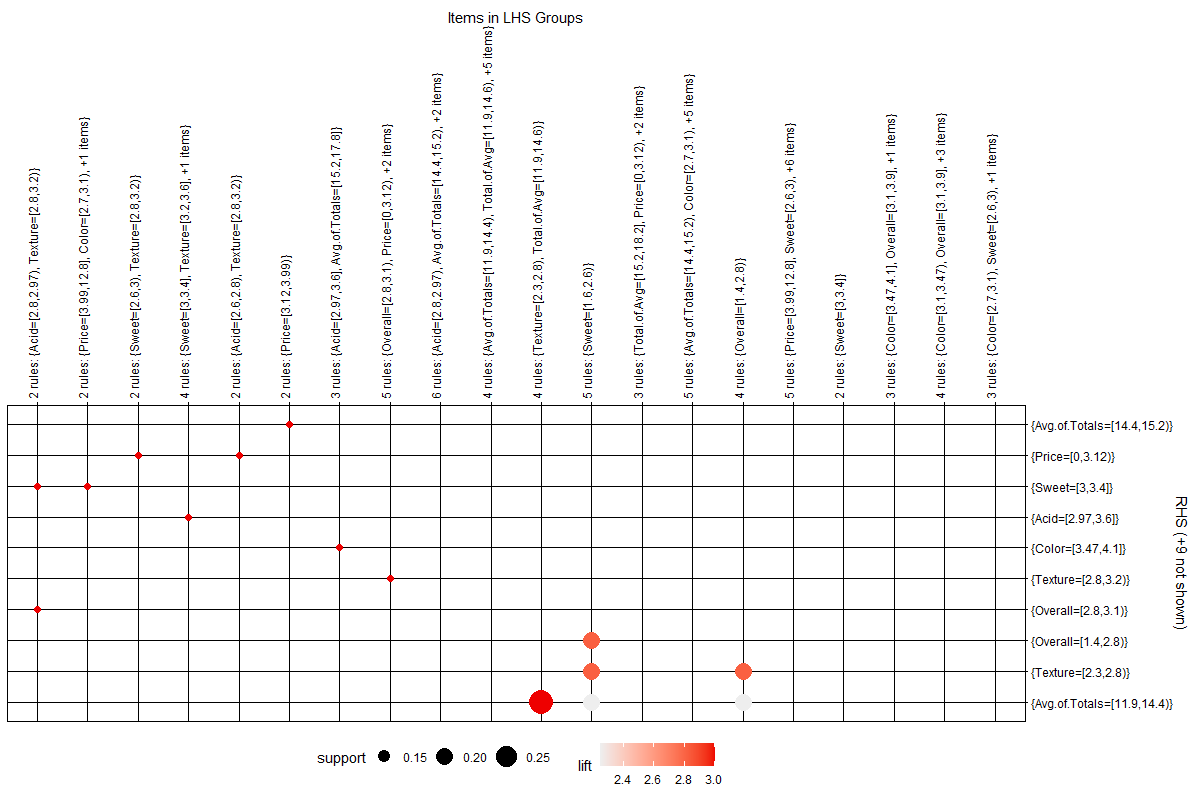 Items in LHS Groups
2 rules: {Acid=[2.8,2.97), Texture=[2.8,3.2)}
2 rules: {Price=[3.99,12.8], Color=[2.7,3.1), +1 items}
2 rules: {Sweet=[2.6,3), Texture=[2.8,3.2)}
4 rules: {Sweet=[3,3.4], Texture=[3.2,3.6], +1 items}
2 rules: {Acid=[2.6,2.8), Texture=[2.8,3.2)}
2 rules: {Price=[3.12,3.99)}
3 rules: {Acid=[2.97,3.6], Avg.of.Totals=[15.2,17.8]}
5 rules: {Overall=[2.8,3.1), Price=[0,3.12), +2 items}
6 rules: {Acid=[2.8,2.97), Avg.of.Totals=[14.4,15.2), +2 items}
4 rules: {Avg.of.Totals=[11.9,14.4), Total.of.Avg=[11.9,14.6), +5 items}
4 rules: {Texture=[2.3,2.8), Total.of.Avg=[11.9,14.6)}
5 rules: {Sweet=[1.6,2.6)}
3 rules: {Total.of.Avg=[15.2,18.2], Price=[0,3.12), +2 items}
5 rules: {Avg.of.Totals=[14.4,15.2), Color=[2.7,3.1), +5 items}
4 rules: {Overall=[1.4,2.8)}
5 rules: {Price=[3.99,12.8], Sweet=[2.6,3), +6 items}
2 rules: {Sweet=[3,3.4]}
3 rules: {Color=[3.47,4.1], Overall=[3.1,3.9], +1 items}
4 rules: {Color=[3.1,3.47), Overall=[3.1,3.9], +3 items}
3 rules: {Color=[2.7,3.1), Sweet=[2.6,3), +1 items}
{Avg.of.Totals=[14.4,15.2)}
{Price=[0,3.12)}
{Sweet=[3,3.4]}
{Acid=[2.97,3.6]}
{Color=[3.47,4.1]}
{Texture=[2.8,3.2)}
{Overall=[2.8,3.1)}
{Overall=[1.4,2.8)}
{Texture=[2.3,2.8)}
{Avg.of.Totals=[11.9,14.4)}
RHS (+9 not shown)
support 0.15 0.20 0.25
lift
2.4 2.6 2.8 3.0